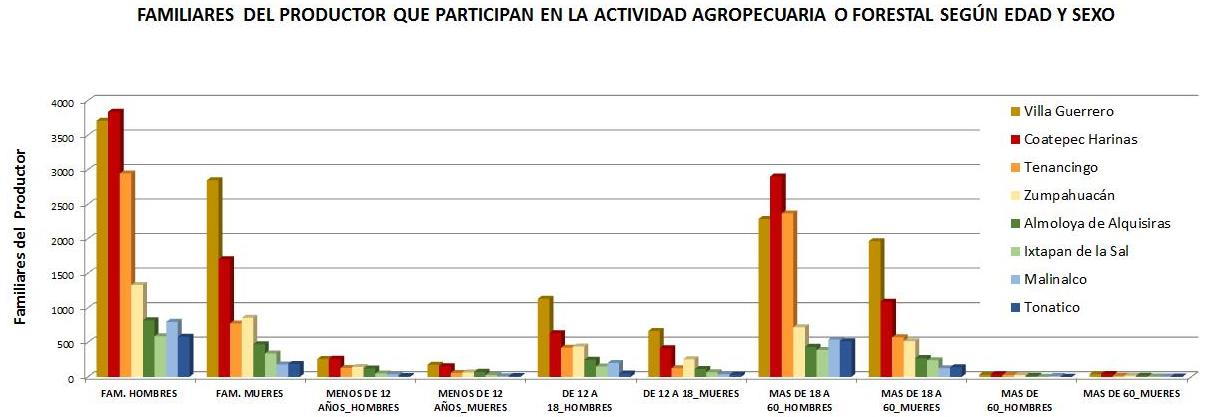 FAMILIARES DEL PRODUCTOR QUE PARTICIPAN EN LA ACTIVIDAD AGROPECUARIA O FORESTAL SEGÚN EDAD Y SEXO
Familiares del Productor
4000
3500
3000
2500
2000
1500
1000
500
0
Villa Guerrero
Coatepec Harinas
Tenancingo
Zumpahuacán
Almoloya de Alquisiras
Ixtapan de la Sal
Malinalco
Tonatico
FAM. HOMBRES
FAM. MUERES
MENOS DE 12
AÑOS_HOMBRES
MENOS DE 12
AÑOS_MUERES
DE 12 A
18_HOMBRES
DE 12 A 18_MUERES
MAS DE 18 A
60_HOMBRES
MAS DE 18 A
60_MUERES
MAS DE
60_HOMBRES
MAS DE 60_MUERES